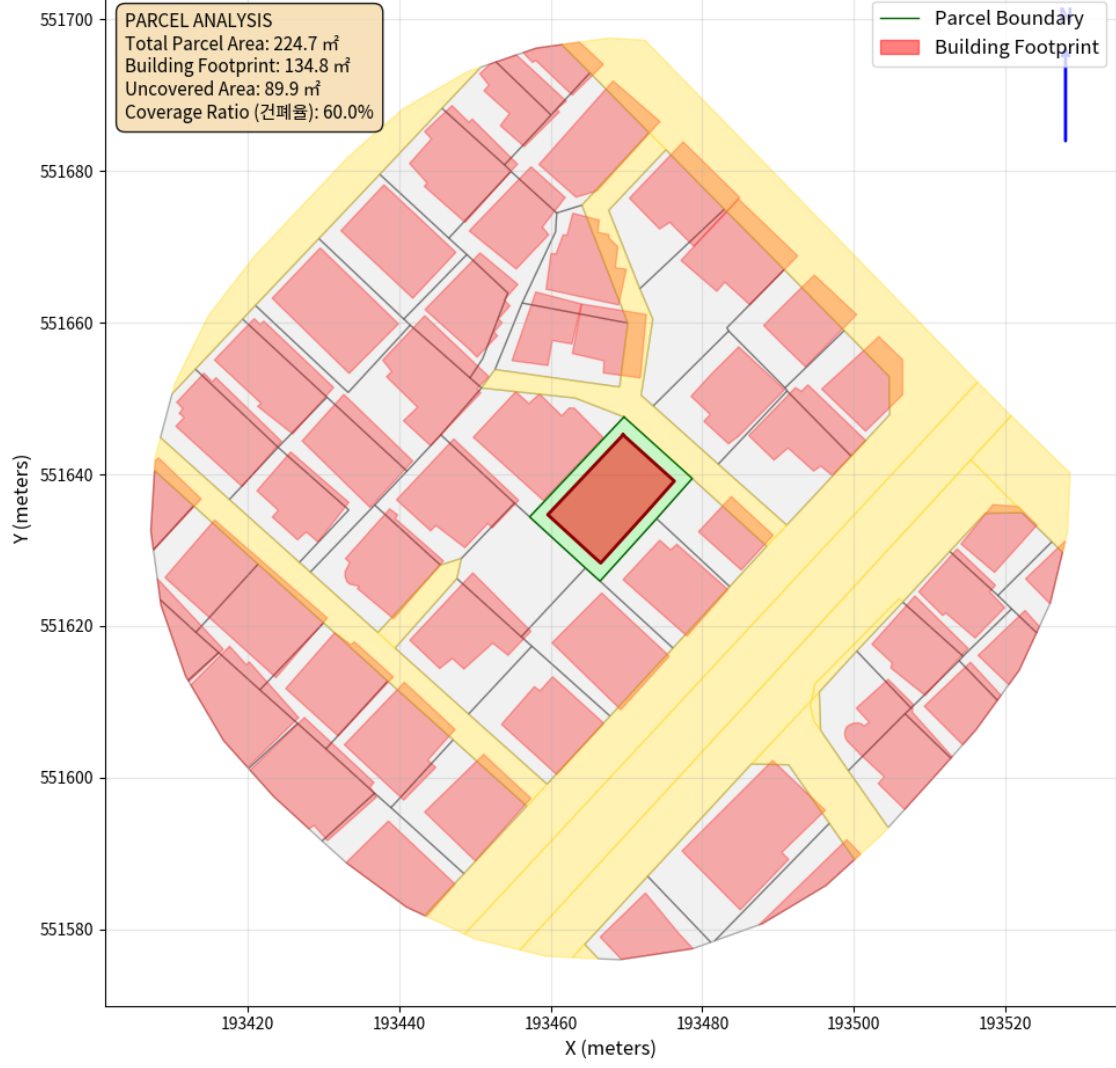 PARCEL ANALYSIS
Total Parcel Area: 224.7 ㎡
Building Footprint: 134.8 ㎡
Uncovered Area: 89.9 ㎡
Coverage Ratio (건폐율): 60.0%
Parcel Boundary
Building Footprint
N
551700
551680
551660
551640
551620
551600
551580
Y (meters)
193420
193440
193460
193480
193500
193520
X (meters)